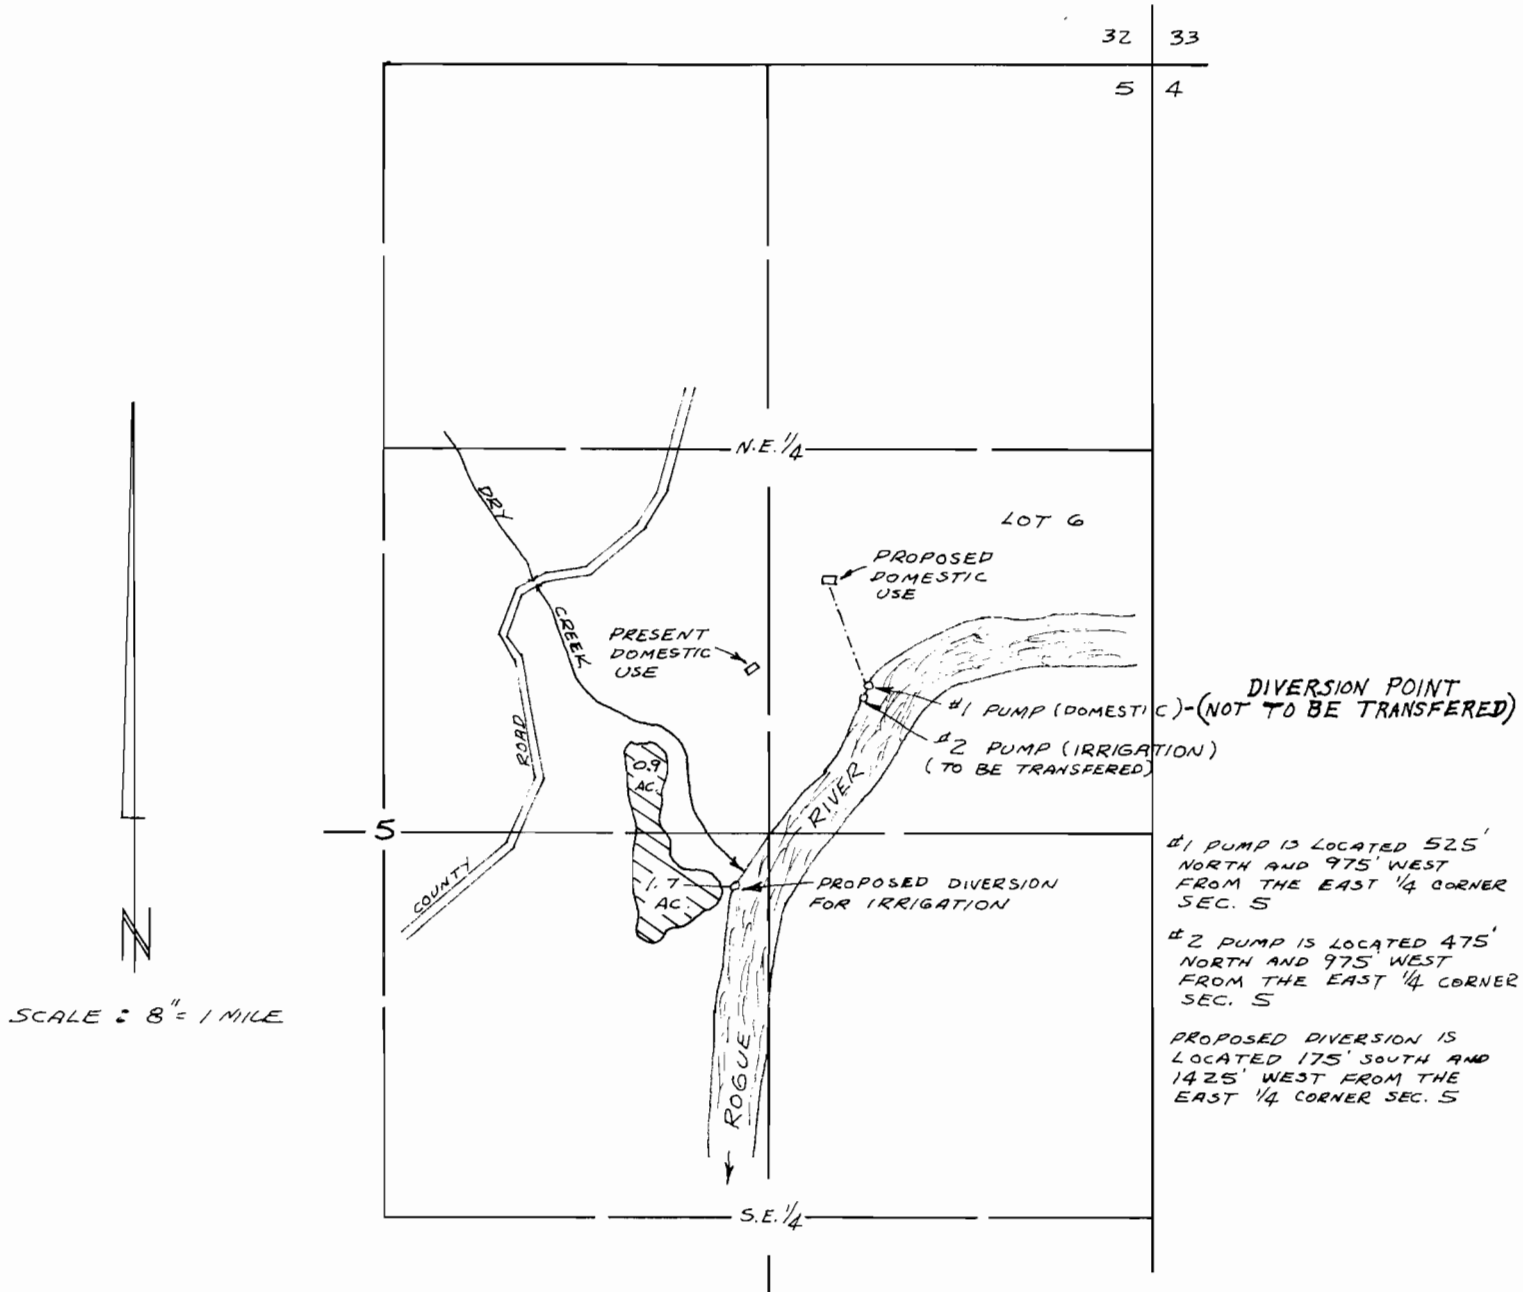 32 33
5 4
N.E. 1/4
LOT 6
DRY
CREEK
PROPOSED
DOMESTIC
USE
PRESENT
DOMESTIC
USE
DIVERSION POINT
#1 PUMP (DOMESTIC)-(NOT TO BE TRANSFERED)
#2 PUMP (IRRIGATION)
(TO BE TRANSFERED)
ROAD
COUNTY
0.9
AC.
RIVER
5
1.7
AC.
PROPOSED DIVERSION
FOR IRRIGATION
ROGUE
S.E. 1/4
N
SCALE : 8" = 1 MILE
#1 PUMP IS LOCATED 525'
NORTH AND 975' WEST
FROM THE EAST 1/4 CORNER
SEC. 5
#2 PUMP IS LOCATED 475'
NORTH AND 975' WEST
FROM THE EAST 1/4 CORNER
SEC. 5
PROPOSED DIVERSION IS
LOCATED 175' SOUTH AND
1425' WEST FROM THE
EAST 1/4 CORNER SEC. 5